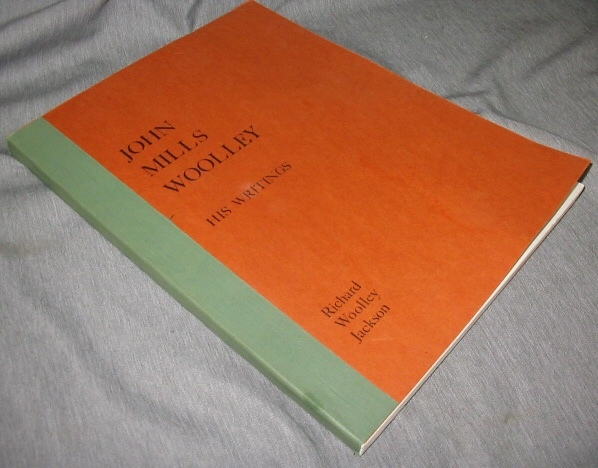 JOHN
MILLS
WOOLLEY
HIS WRITINGS
Richard
Woolley
Jackson